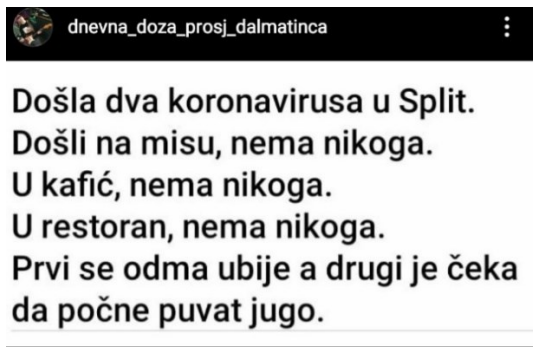 dnevna_doza_prosj_dalmatinca
Došla dva koronavirusa u Split.
Došli na misu, nema nikoga.
U kafić, nema nikoga.
U restoran, nema nikoga.
Prvi se odma ubije a drugi je čeka
da počne puvat jugo.